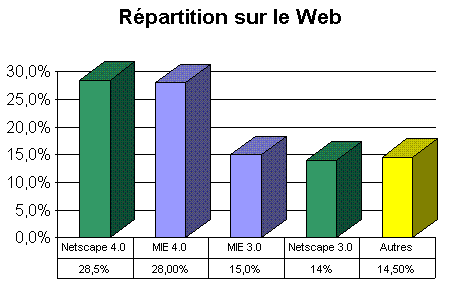 Répartition sur le Web
30,0%
25,0%
20,0%
15,0%
10,0%
5,0%
0,0%
Netscape 4.0 MIE 4.0 MIE 3.0 Netscape 3.0 Autres
28,5% 28,00% 15,0% 14% 14,50%